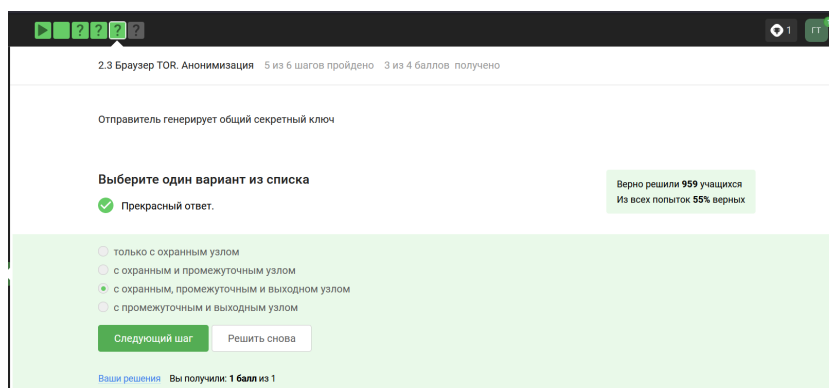 ? ? ? ?
1 ГТ
2.3 Браузер TOR. Анонимизация 5 из 6 шагов пройдено 3 из 4 баллов получено
Отправитель генерирует общий секретный ключ
Выберите один вариант из списка
Прекрасный ответ.
Верно решили 959 учащихся
Из всех попыток 55% верных
только с охранным узлом
с охранным и промежуточным узлом
с охранным, промежуточным и выходном узлом
с промежуточным и выходным узлом
Следующий шаг Решить снова
Ваши решения Вы получили: 1 балл из 1